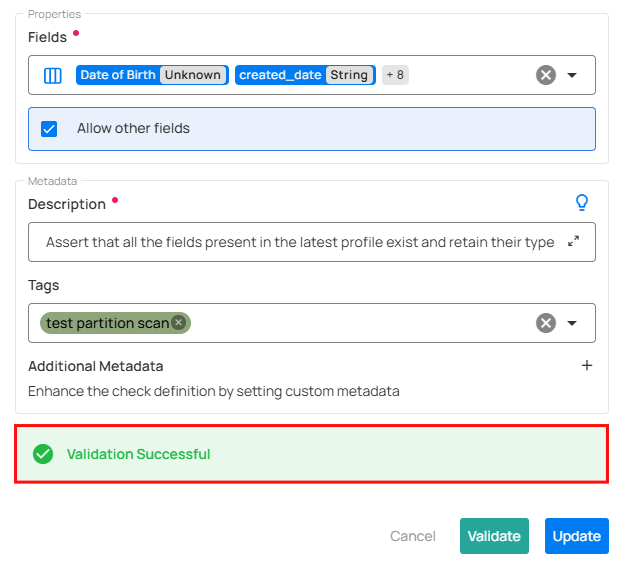 Properties
Fields
Date of Birth Unknown created_date String + 8
Allow other fields
Metadata
Description
Assert that all the fields present in the latest profile exist and retain their type
Tags
test partition scan
Additional Metadata
Enhance the check definition by setting custom metadata
Validation Successful
Cancel Validate Update